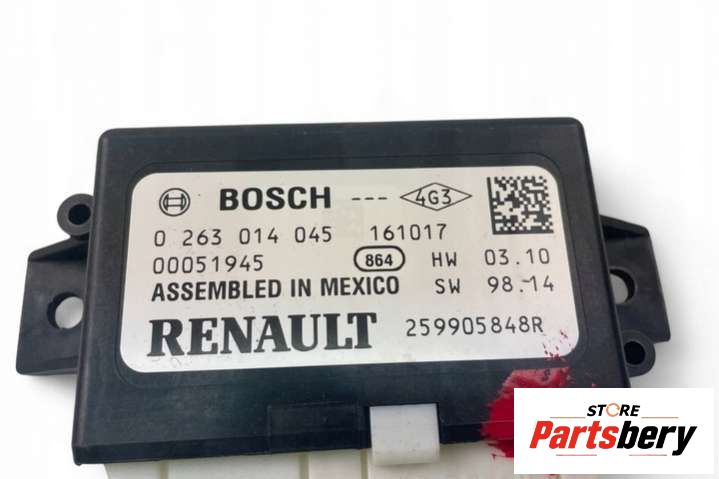 BOSCH --- 4G3
0 263 014 045 161017
00051945 864 HW 03.10
ASSEMBLED IN MEXICO SW 98.14
RENAULT 259905848R
STORE
Partsbery